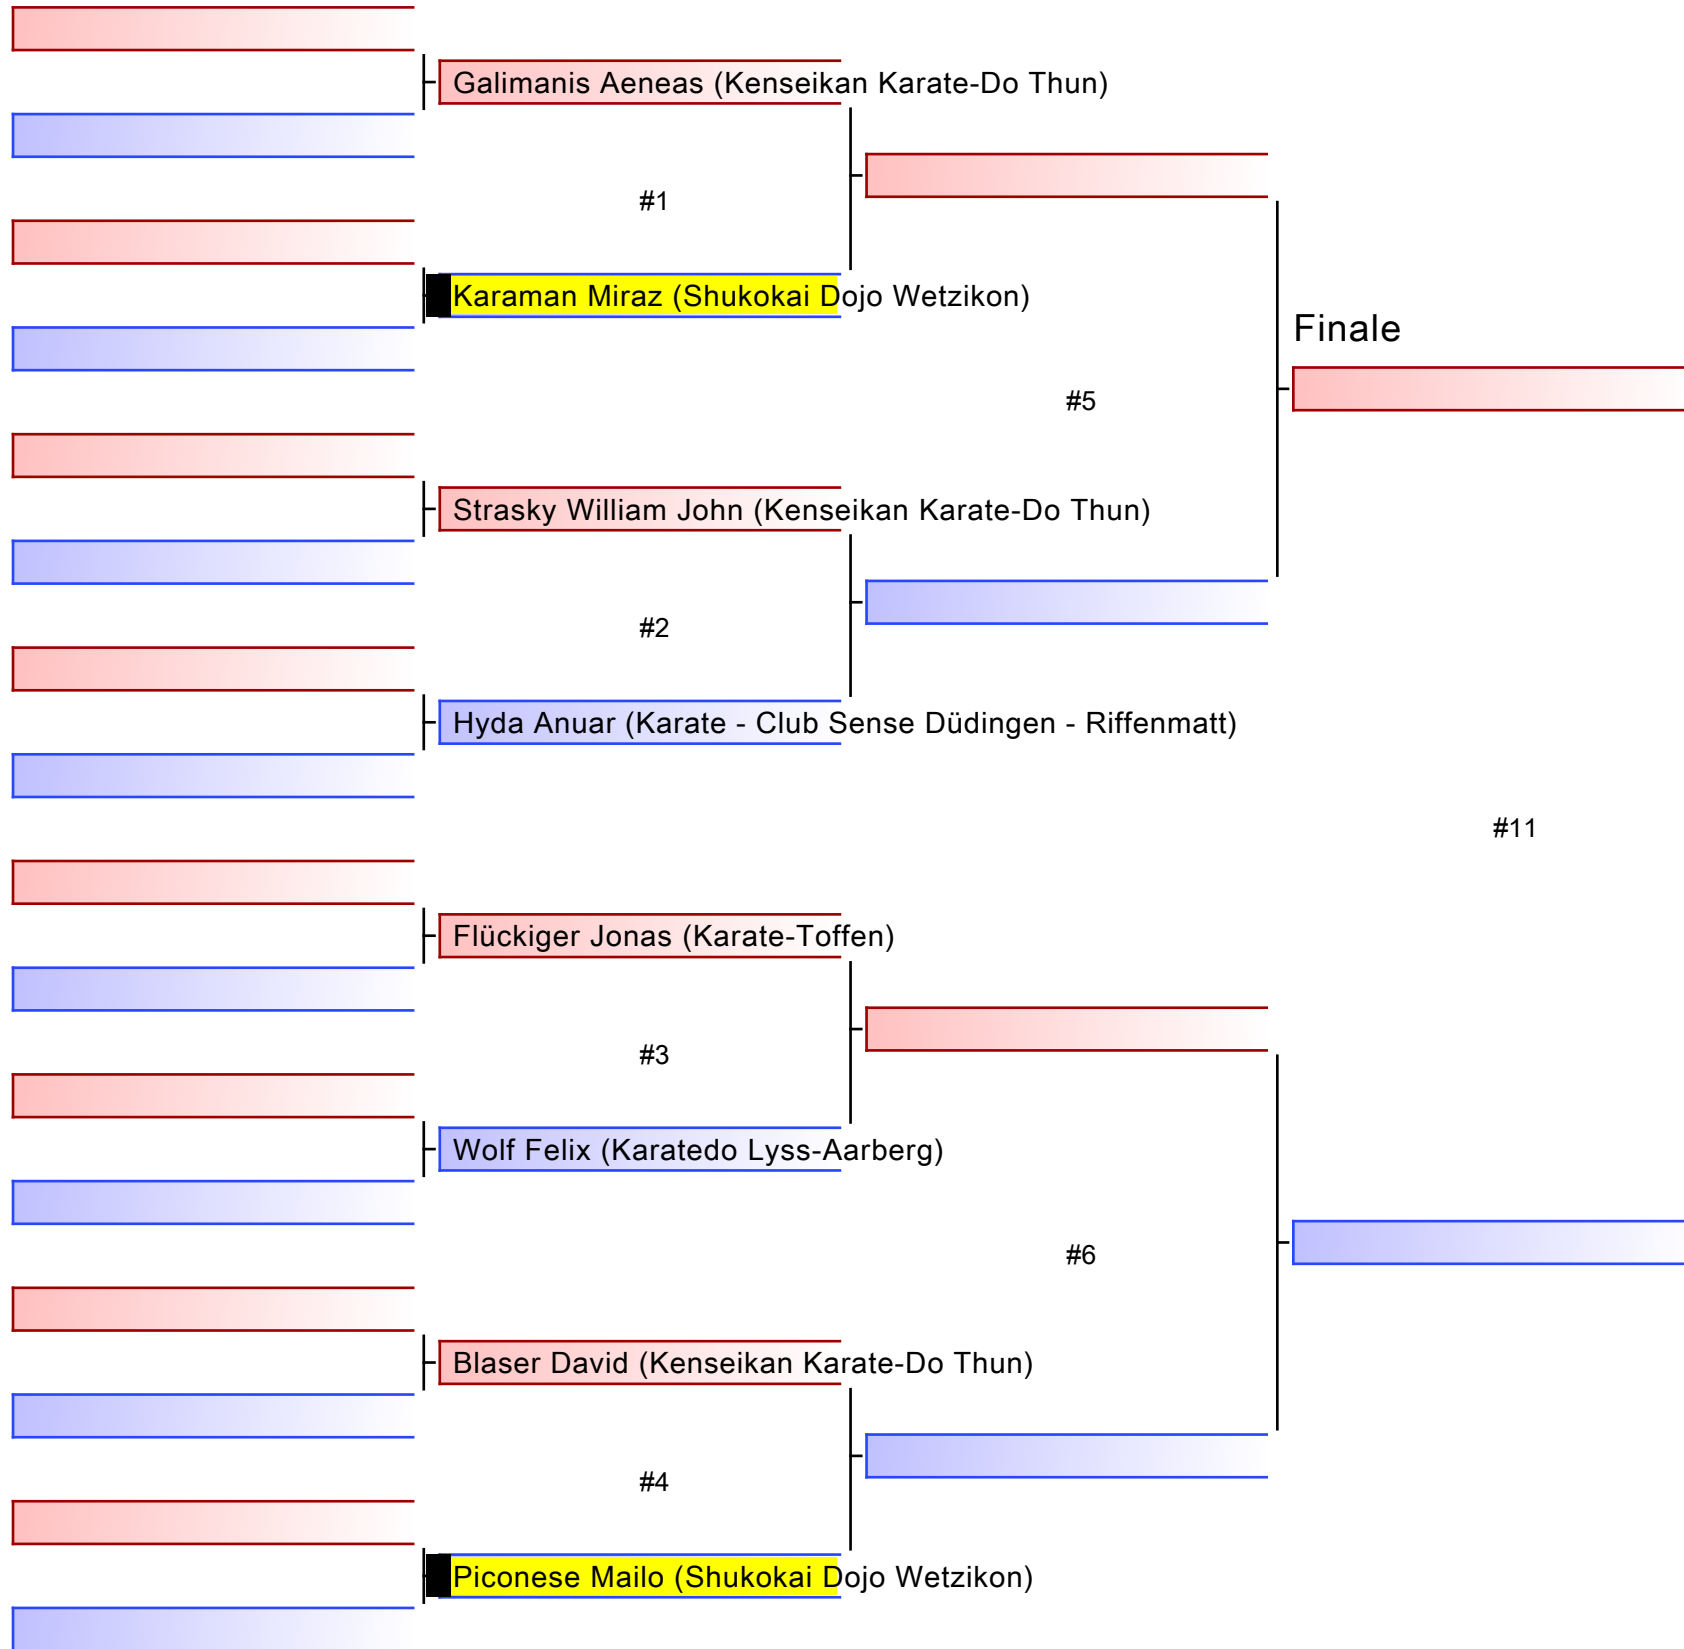 Galimanis Aeneas (Kenseikan Karate-Do Thun)
#1
Karaman Miraz (Shukokai Dojo Wetzikon)
Finale
#5
Strasky William John (Kenseikan Karate-Do Thun)
#2
Hyda Anuar (Karate - Club Sense Düdingen - Riffenmatt)
#11
Flückiger Jonas (Karate-Toffen)
#3
Wolf Felix (Karatedo Lyss-Aarberg)
#6
Blaser David (Kenseikan Karate-Do Thun)
#4
Piconese Mailo (Shukokai Dojo Wetzikon)